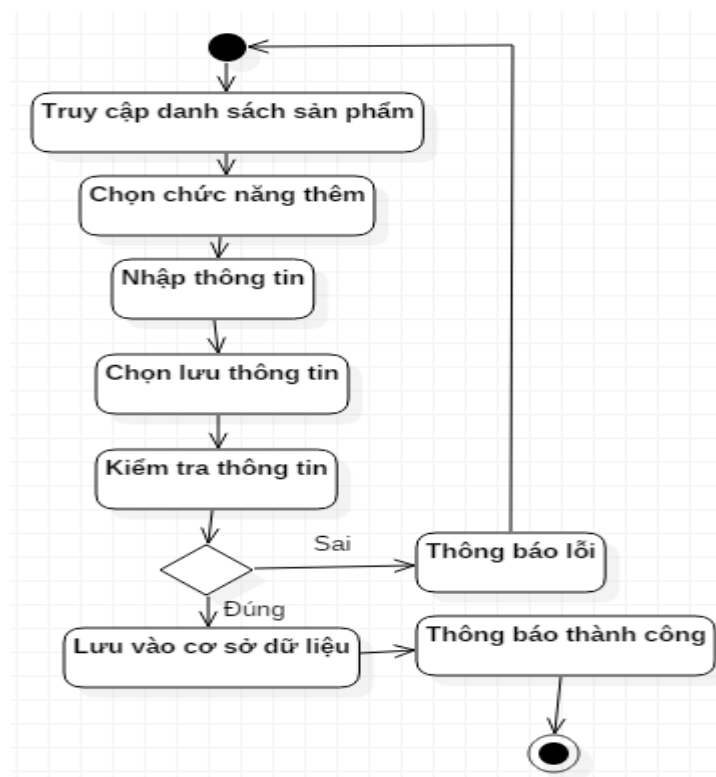 Truy cập danh sách sản phẩm
Chọn chức năng thêm
Nhập thông tin
Chọn lưu thông tin
Kiểm tra thông tin
Sai
Thông báo lỗi
Đúng
Lưu vào cơ sở dữ liệu
Thông báo thành công